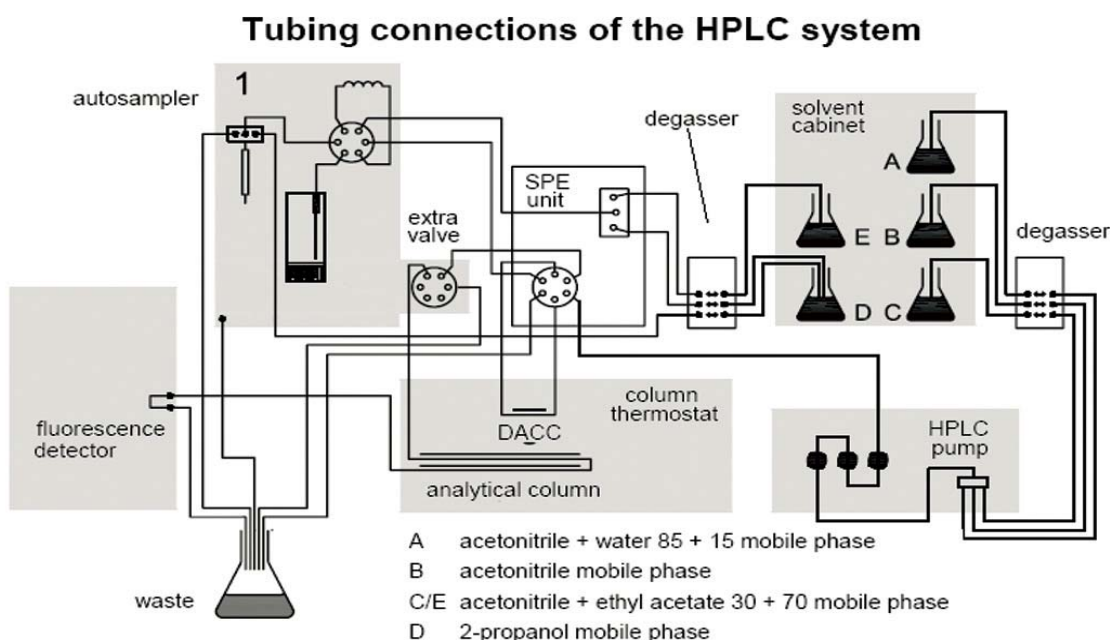 Tubing connections of the HPLC system
autosampler
1
degasser
solvent
cabinet
A
SPE
unit
extra
valve
E
B
degasser
D
C
column
thermostat
DACC
fluorescence
detector
HPLC
pump
analytical column
waste
A acetonitrile + water 85 + 15 mobile phase
B acetonitrile mobile phase
C/E acetonitrile + ethyl acetate 30 + 70 mobile phase
D 2-propanol mobile phase